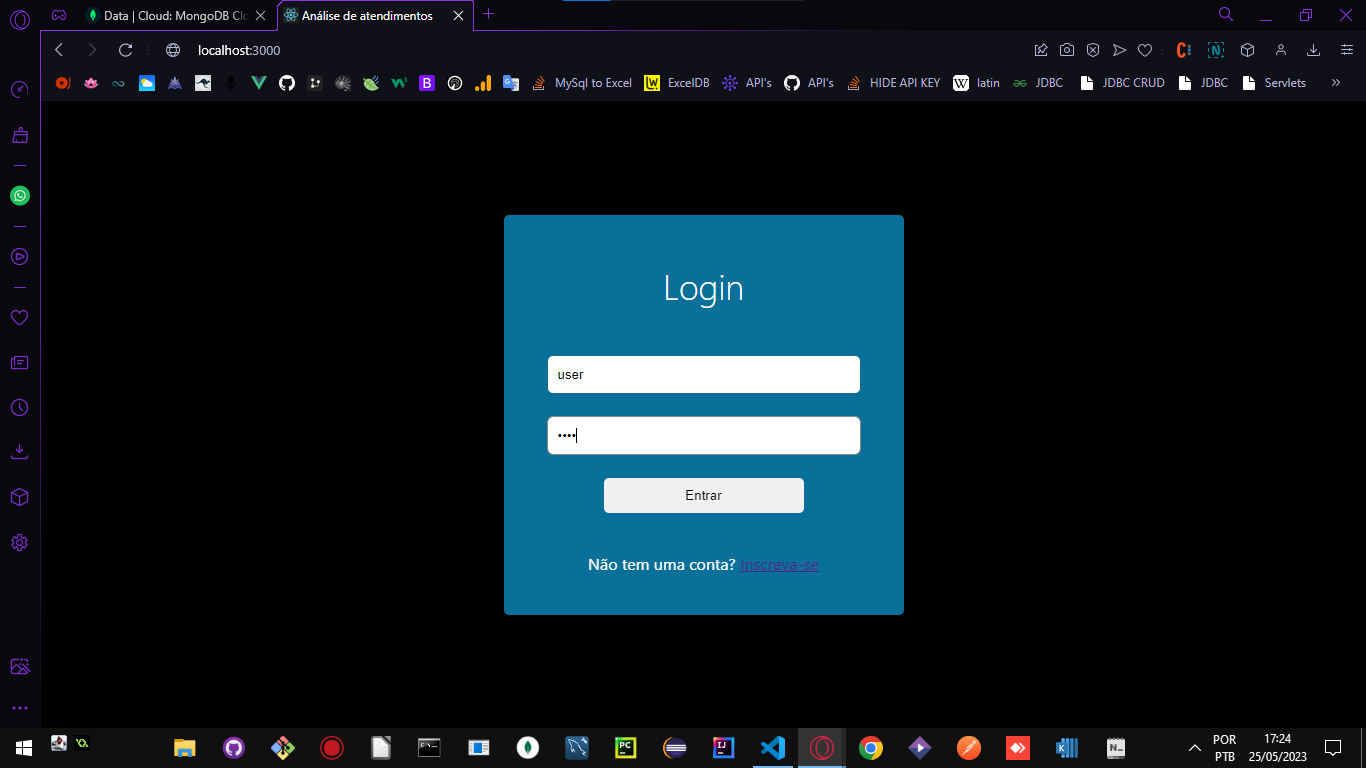 Data | Cloud: MongoDB Clo
Análise de atendimentos
localhost:3000
MySql to Excel
ExcelDB
API's
API's
HIDE API KEY
latin
JDBC
JDBC CRUD
JDBC
Servlets
Login
user
••••
Entrar
Não tem uma conta? Inscreva-se
POR
PTB
17:24
25/05/2023